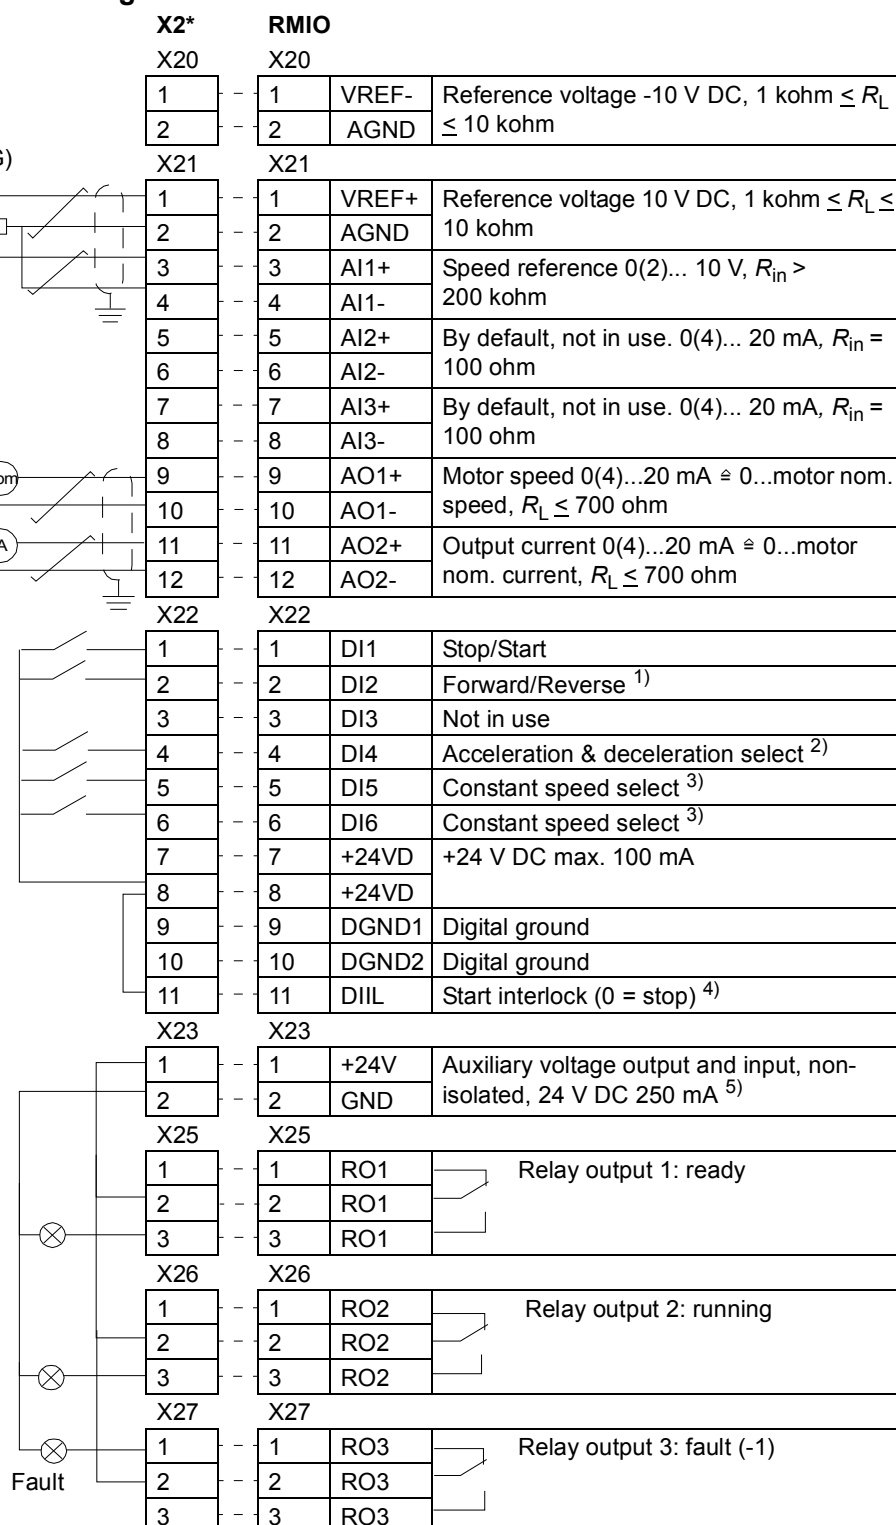 X2* RMIO
X20 X20
1 1 VREF- Reference voltage -10 V DC, 1 kohm ≤ RL
2 2 AGND ≤ 10 kohm
X21 X21
1 1 VREF+ Reference voltage 10 V DC, 1 kohm ≤ RL ≤
2 2 AGND 10 kohm
3 3 AI1+ Speed reference 0(2)... 10 V, Rin >
4 4 AI1- 200 kohm
5 5 AI2+ By default, not in use. 0(4)... 20 mA, Rin =
6 6 AI2- 100 ohm
7 7 AI3+ By default, not in use. 0(4)... 20 mA, Rin =
8 8 AI3- 100 ohm
9 9 AO1+ Motor speed 0(4)...20 mA ≙ 0...motor nom.
10 10 AO1- speed, RL ≤ 700 ohm
A 11 11 AO2+ Output current 0(4)...20 mA ≙ 0...motor
12 12 AO2- nom. current, RL ≤ 700 ohm
X22 X22
1 1 DI1 Stop/Start
2 2 DI2 Forward/Reverse 1)
3 3 DI3 Not in use
4 4 DI4 Acceleration & deceleration select 2)
5 5 DI5 Constant speed select 3)
6 6 DI6 Constant speed select 3)
7 7 +24VD +24 V DC max. 100 mA
8 8 +24VD
9 9 DGND1 Digital ground
10 10 DGND2 Digital ground
11 11 DIIL Start interlock (0 = stop) 4)
X23 X23
1 1 +24V Auxiliary voltage output and input, non-
2 2 GND isolated, 24 V DC 250 mA 5)
X25 X25
1 1 RO1 Relay output 1: ready
2 2 RO1
3 3 RO1
X26 X26
1 1 RO2 Relay output 2: running
2 2 RO2
3 3 RO2
X27 X27
1 1 RO3 Relay output 3: fault (-1)
Fault 2 2 RO3
3 3 RO3